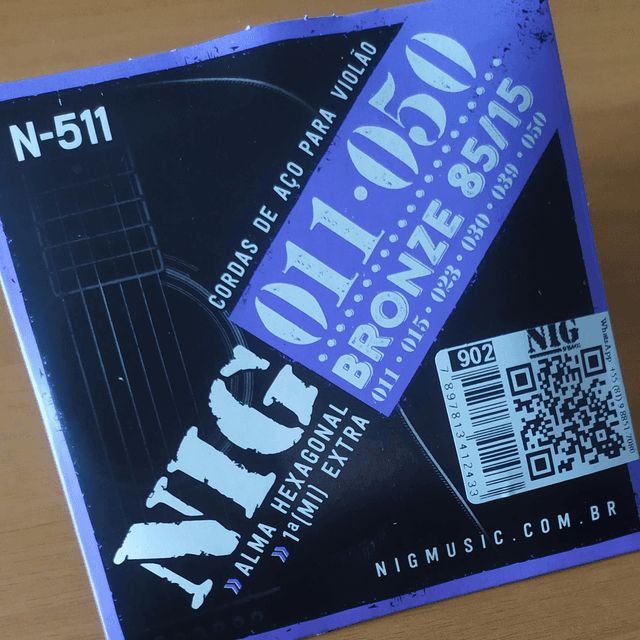 N-511
CORDAS DE AÇO PARA VIOLÃO
011·050
BRONZE 85/15
011 · 015 · 023 · 030 · 039 · 050
NIG
» ALMA HEXAGONAL
» 1ª(MI) EXTRA
902
7897813412433
NIG
NIGMUSIC.COM.BR